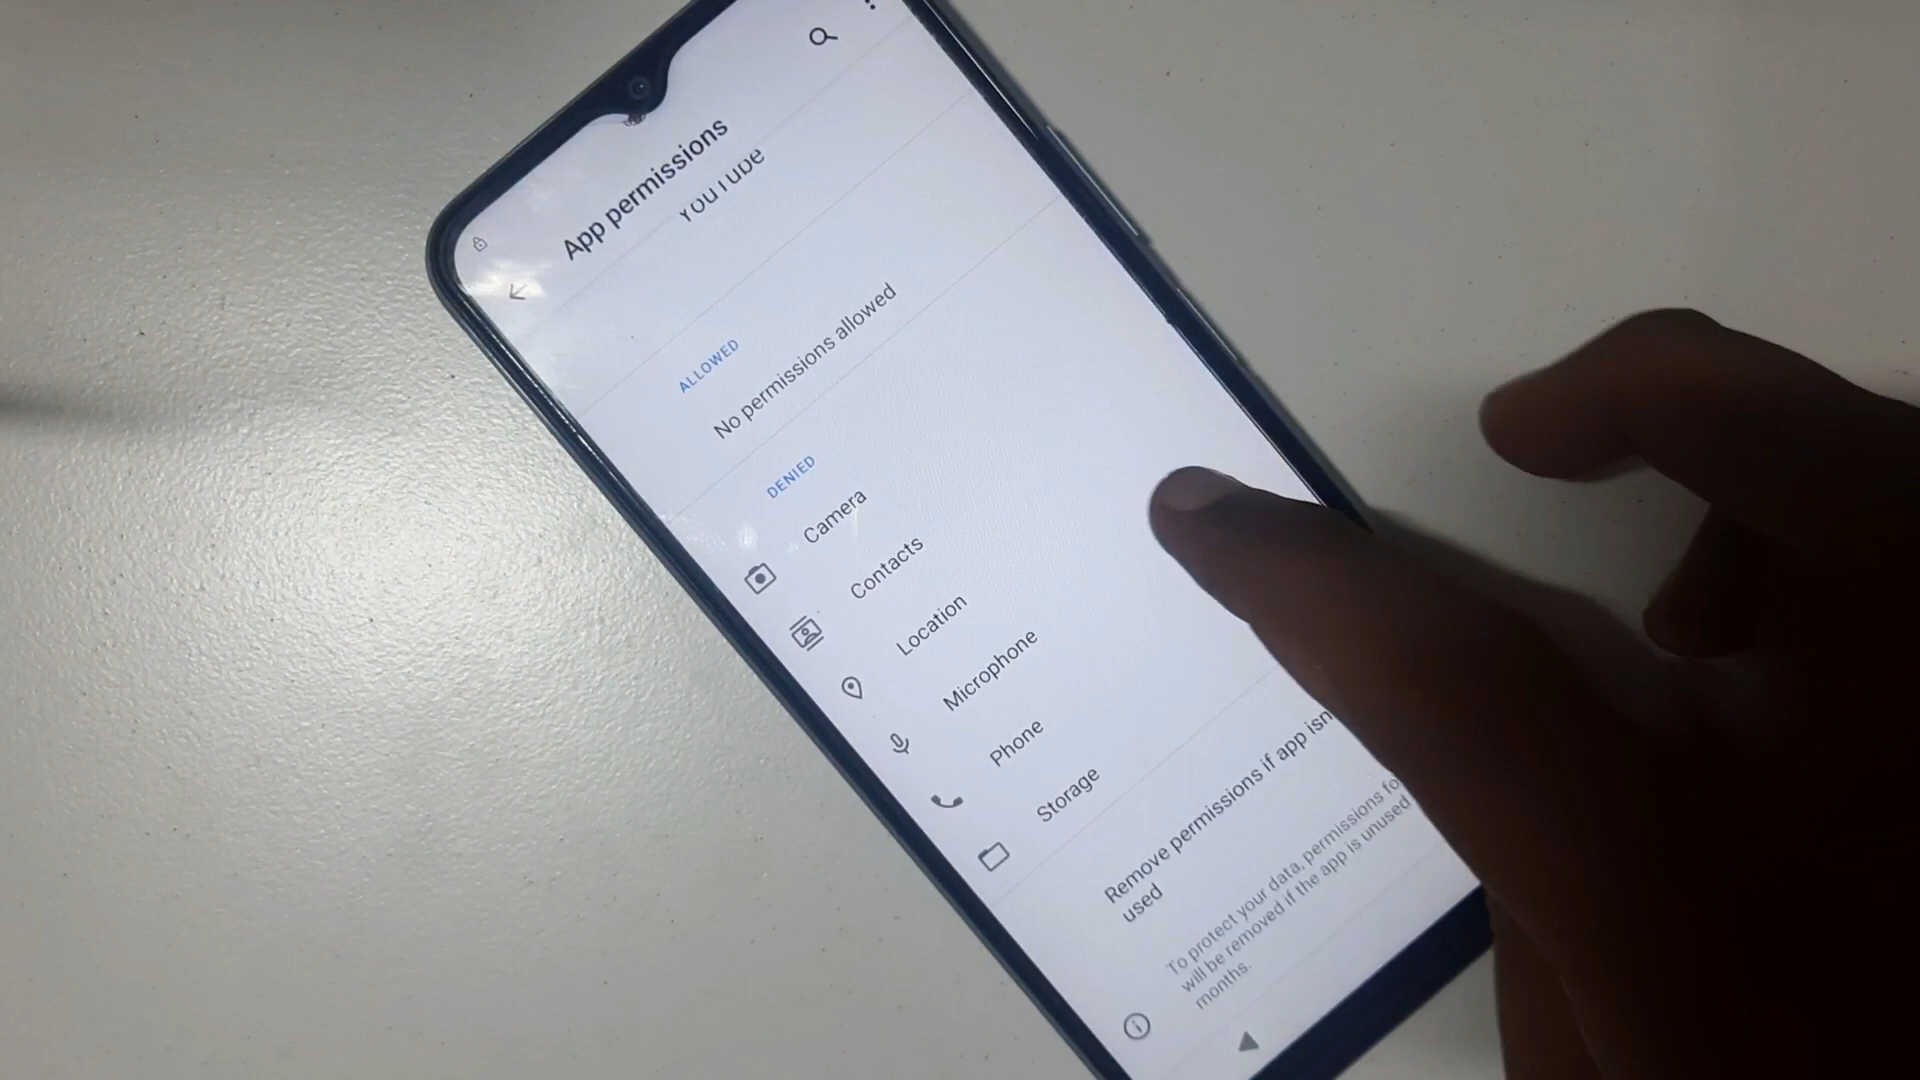 App permissions
YouTube
ALLOWED
No permissions allowed
DENIED
Camera
Contacts
Location
Microphone
Phone
Storage
Remove permissions if app isn
used
To protect your data, permissions fo
will be removed if the app is unused
months.